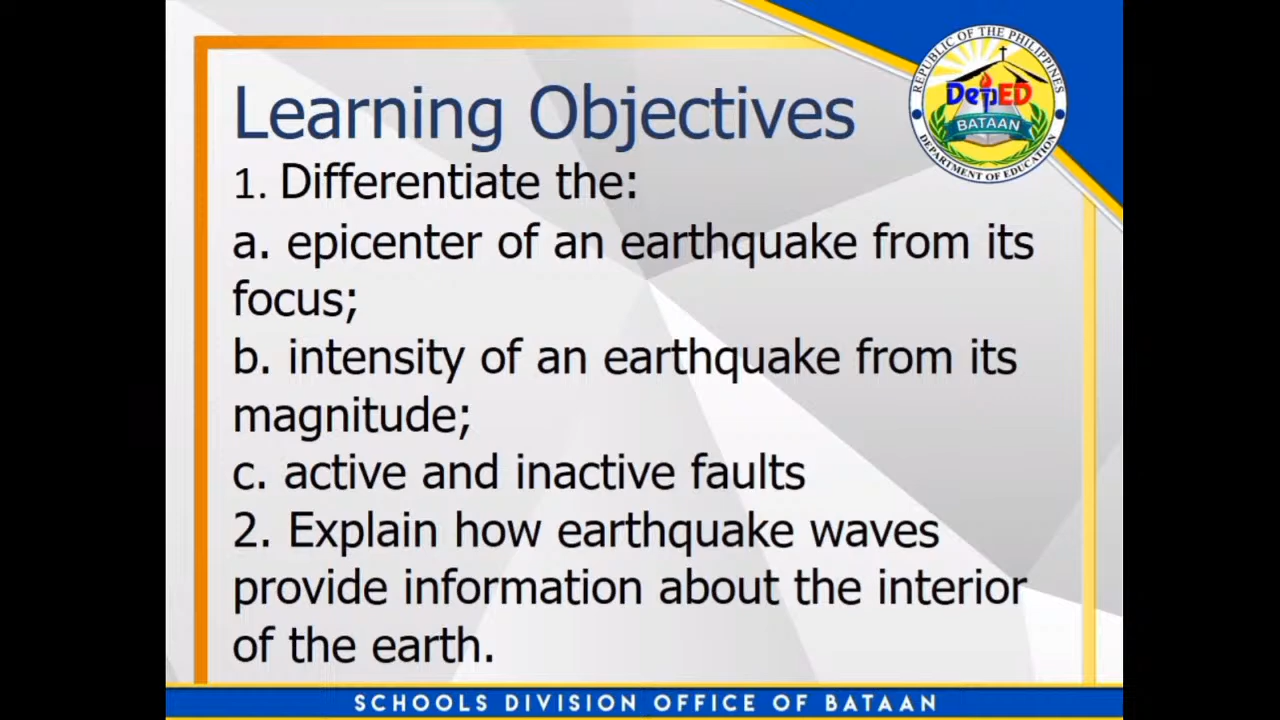 Learning Objectives
1. Differentiate the:
a. epicenter of an earthquake from its
focus;
b. intensity of an earthquake from its
magnitude;
c. active and inactive faults
2. Explain how earthquake waves
provide information about the interior
of the earth.
REPUBLIC OF THE PHILIPPINES
DepED
BATAAN
DEPARTMENT OF EDUCATION
SCHOOLS DIVISION OFFICE OF BATAAN